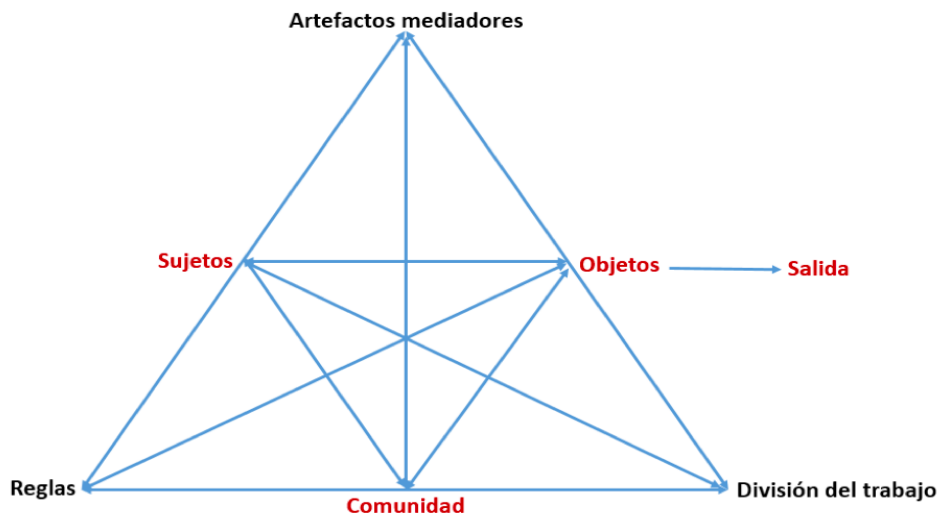 Artefactos mediadores
Sujetos
Objetos
Salida
Reglas
Comunidad
División del trabajo